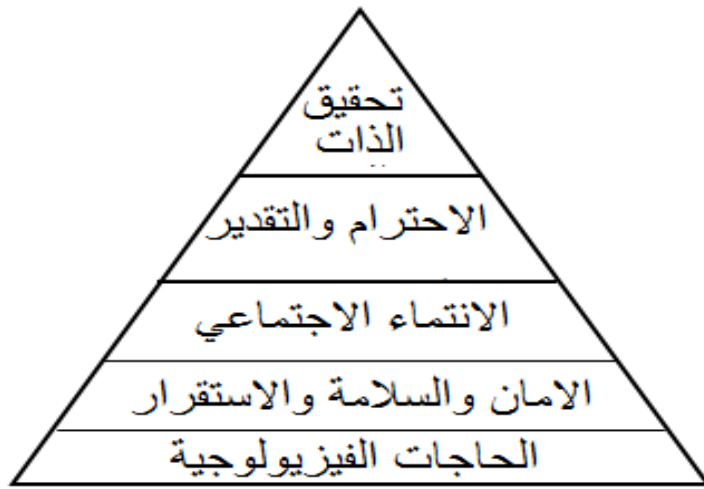 تحقيق
الذات
الاحترام والتقدير
الانتماء الاجتماعي
الامان والسلامة والاستقرار
الحاجات الفيزيولوجية